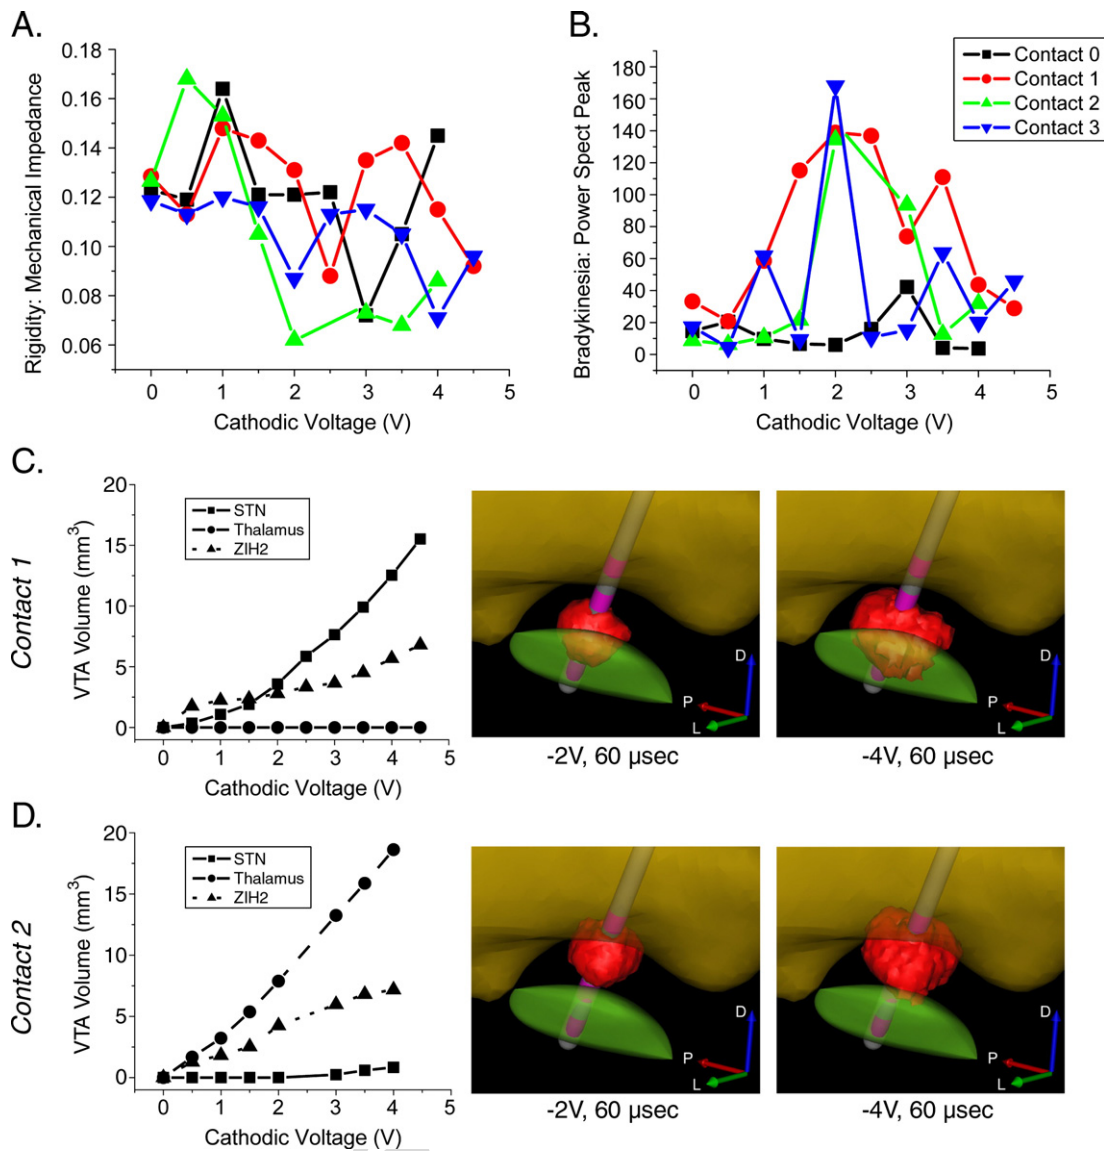 A.
Rigidity: Mechanical Impedance
0.18
0.16
0.14
0.12
0.10
0.08
0.06
0 1 2 3 4 5
Cathodic Voltage (V)
B.
Bradykinesia: Power Spect Peak
180
160
140
120
100
80
60
40
20
0
0 1 2 3 4 5
Cathodic Voltage (V)
Contact 0
Contact 1
Contact 2
Contact 3
C.
Contact 1
VTA Volume (mm³)
20
15
10
5
0
STN
Thalamus
ZIH2
0 1 2 3 4 5
Cathodic Voltage (V)
D
P
L
-2V, 60 μsec
D
P
L
-4V, 60 μsec
D.
Contact 2
VTA Volume (mm³)
20
15
10
5
0
STN
Thalamus
ZIH2
0 1 2 3 4 5
Cathodic Voltage (V)
D
P
L
-2V, 60 μsec
D
P
L
-4V, 60 μsec